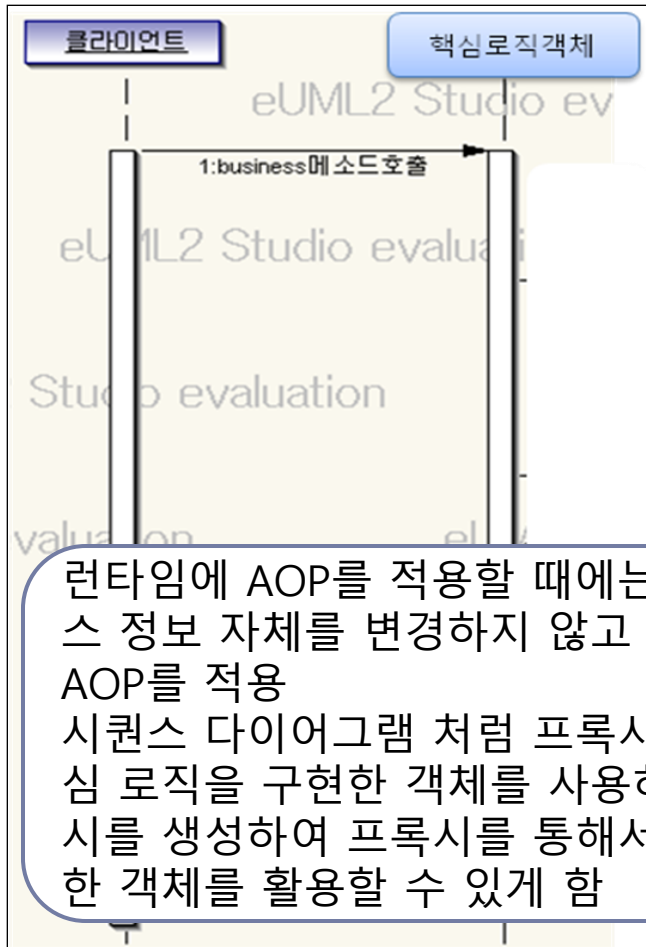 클라이언트
핵심로직객체
eUML2 Studio ev
1:business메소드호출
Studio evaluation
런타임에 AOP를 적용할 때에는
스 정보 자체를 변경하지 않고
AOP를 적용
시퀀스 다이어그램 처럼 프록시
심 로직을 구현한 객체를 사용하
시를 생성하여 프록시를 통해서
한 객체를 활용할 수 있게 함